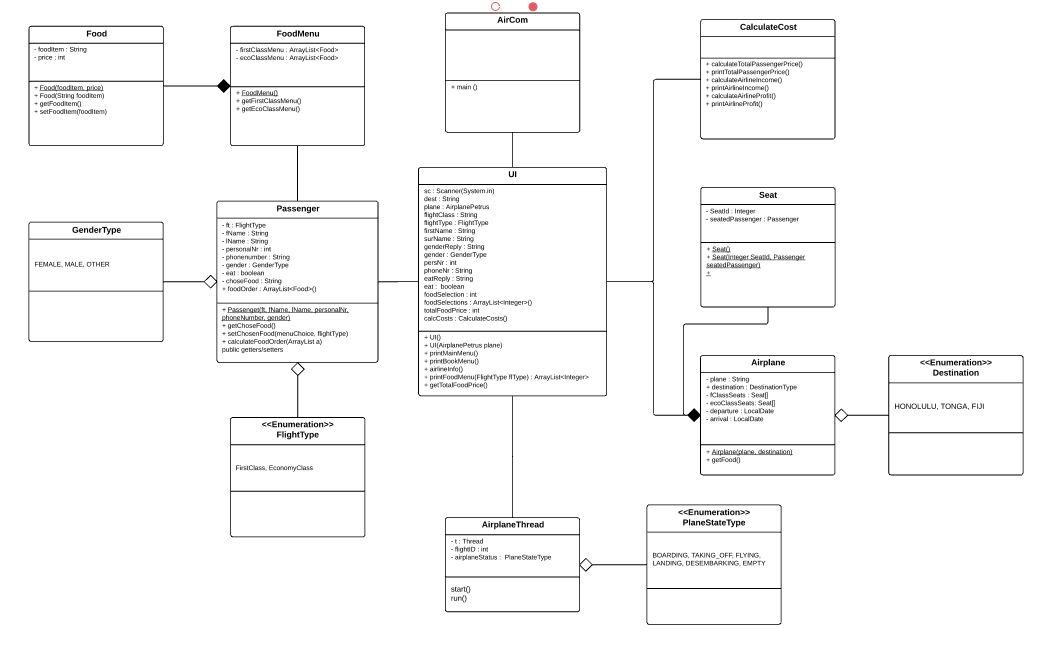 Food
- foodItem : String
- price : int
+ Food(foodItem, price)
+ Food(String foodItem)
+ getFoodItem()
+ setFoodItem(foodItem)
FoodMenu
- firstClassMenu : ArrayList<Food>
- ecoClassMenu : ArrayList<Food>
+ FoodMenu()
+ getFirstClassMenu()
+ getEcoClassMenu()
AirCom
+ main ()
CalculateCost
+ calculateTotalPassengerPrice()
+ printTotalPassengerPrice()
+ calculateAirlineIncome()
+ printAirlineIncome()
+ calculateAirlineProfit()
+ printAirlineProfit()
GenderType
FEMALE, MALE, OTHER
Passenger
- ft : FlightType
- fName : String
- lName : String
- personalNr : int
- phonenumber : String
- gender : GenderType
- eat : boolean
- choseFood : String
+ foodOrder : ArrayList<Food>()
+ Passenget(ft, fName, lName, personalNr,
phoneNumber, gender)
+ getChoseFood()
+ setChosenFood(menuChoice, flightType)
+ calculateFoodOrder(ArrayList a)
public getters/setters
UI
sc : Scanner(System.in)
dest : String
plane : AirplanePetrus
flightClass : String
flightType : FlightType
firstName : String
surName : String
genderReply : String
gender : GenderType
persNr : int
phoneNr : String
eatReply : String
eat : boolean
foodSelection : int
foodSelections : ArrayList<Integer>()
totalFoodPrice : int
calcCosts : CalculateCosts()
+ UI()
+ UI(AirplanePetrus plane)
+ printMainMenu()
+ printBookMenu()
+ airlineInfo()
+ printFoodMenu(FlightType flType) : ArrayList<Integer>
+ getTotalFoodPrice()
Seat
- SeatId : Integer
- seatedPassenger : Passenger
+ Seat()
+ Seat(Integer SeatId, Passenger
seatedPassenger)
+
Airplane
- plane : String
+ destination : DestinationType
- fClassSeats : Seat[]
- ecoClassSeats: Seat[]
- departure : LocalDate
- arrival : LocalDate
+ Airplane(plane, destination)
+ getFood()
<<Enumeration>>
Destination
HONOLULU, TONGA, FIJI
<<Enumeration>>
FlightType
FirstClass, EconomyClass
AirplaneThread
- t : Thread
- flightID : int
- airplaneStatus : PlaneStateType
start()
run()
<<Enumeration>>
PlaneStateType
BOARDING, TAKING_OFF, FLYING,
LANDING, DESEMBARKING, EMPTY